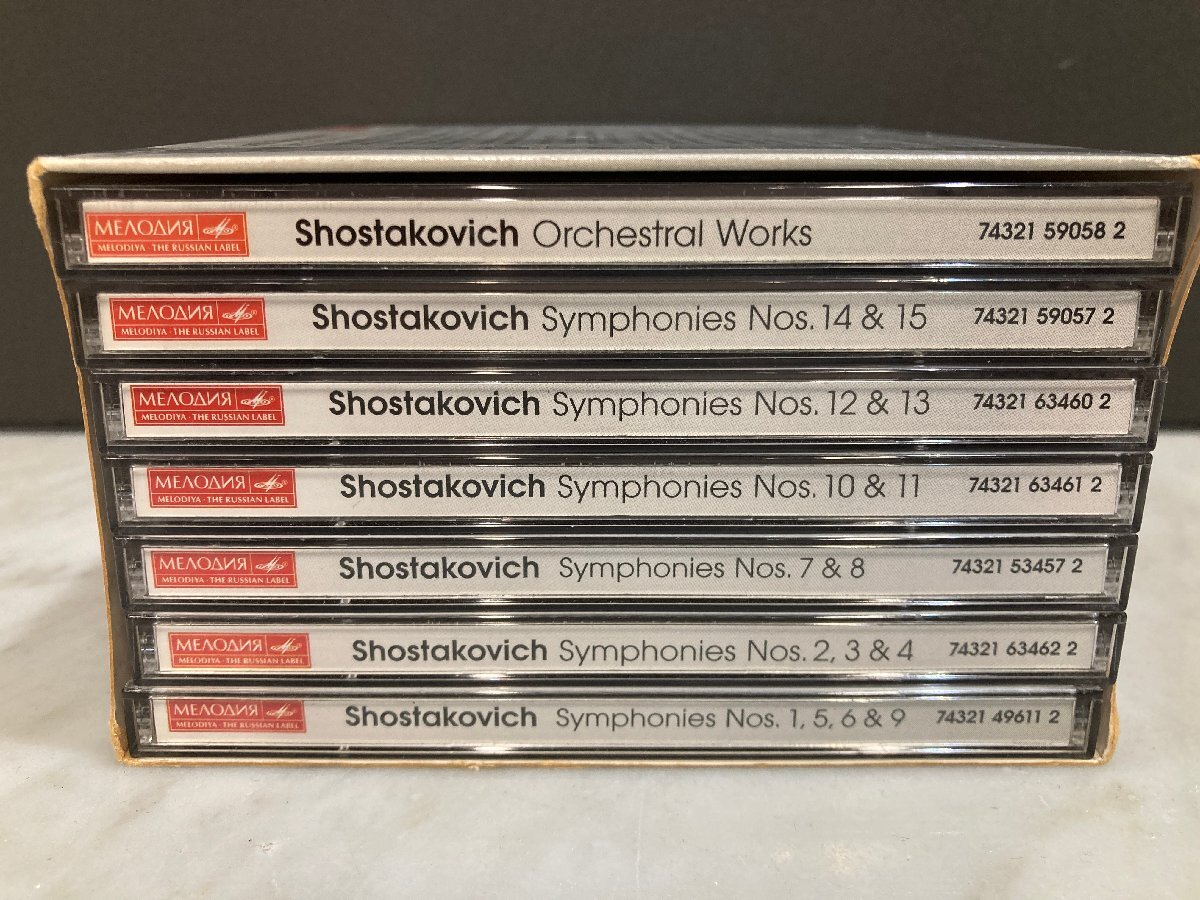 МЕЛОДИЯ
MELODIYA · THE RUSSIAN LABEL
Shostakovich Orchestral Works 74321 59058 2
МЕЛОДИЯ
MELODIYA · THE RUSSIAN LABEL
Shostakovich Symphonies Nos. 14 & 15 74321 59057 2
МЕЛОДИЯ
MELODIYA · THE RUSSIAN LABEL
Shostakovich Symphonies Nos. 12 & 13 74321 63460 2
МЕЛОДИЯ
MELODIYA · THE RUSSIAN LABEL
Shostakovich Symphonies Nos. 10 & 11 74321 63461 2
МЕЛОДИЯ
MELODIYA · THE RUSSIAN LABEL
Shostakovich Symphonies Nos. 7 & 8 74321 53457 2
МЕЛОДИЯ
MELODIYA · THE RUSSIAN LABEL
Shostakovich Symphonies Nos. 2, 3 & 4 74321 63462 2
МЕЛОДИЯ
MELODIYA · THE RUSSIAN LABEL
Shostakovich Symphonies Nos. 1, 5, 6 & 9 74321 49611 2